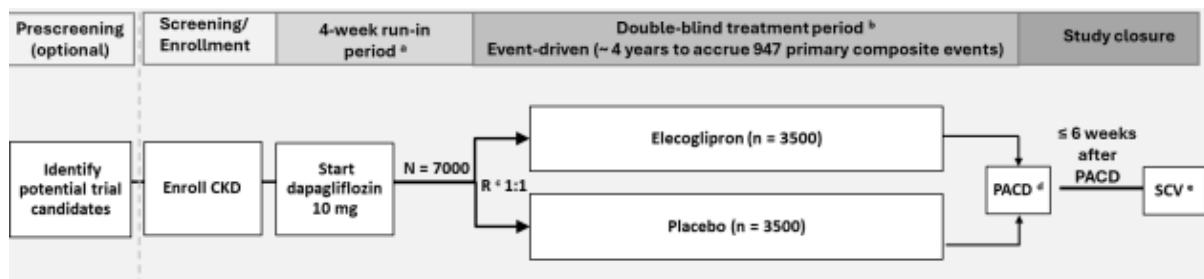 Prescreening
(optional)
Screening/
Enrollment
4-week run-in
period a
Double-blind treatment period b
Event-driven (~ 4 years to accrue 947 primary composite events)
Study closure
Identify
potential trial
candidates
Enroll CKD
Start
dapagliflozin
10 mg
N = 7000
R c 1:1
Elecoglipron (n = 3500)
Placebo (n = 3500)
PACD d
≤ 6 weeks
after
PACD
SCV e